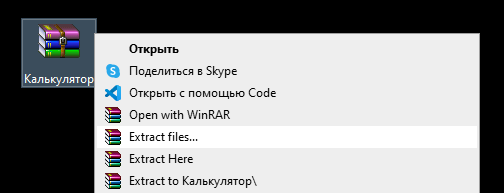 Открыть
Калькулятор
Поделиться в Skype
Открыть с помощью Code
Open with WinRAR
Extract files...
Extract Here
Extract to Калькулятор\